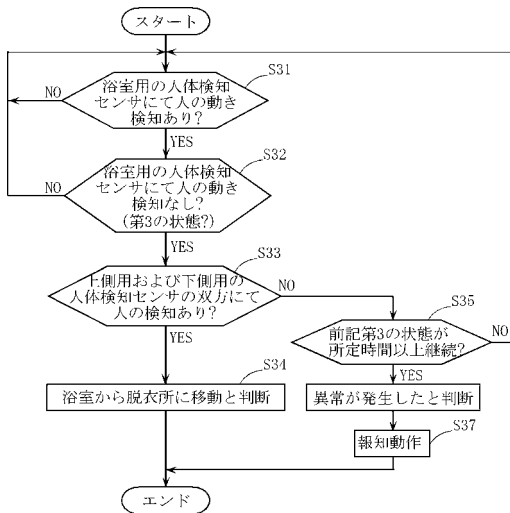 スタート
S31
浴室用の人体検知
センサにて人の動き
検知あり?
NO
YES
S32
浴室用の人体検知
センサにて人の動き
検知なし?
(第3の状態?)
NO
YES
S33
上側用および下側用の
人体検知センサの双方にて
人の検知あり?
NO
YES
S35
前記第3の状態が
所定時間以上継続?
NO
YES
S34
浴室から脱衣所に移動と判断
異常が発生したと判断
S37
報知動作
エンド